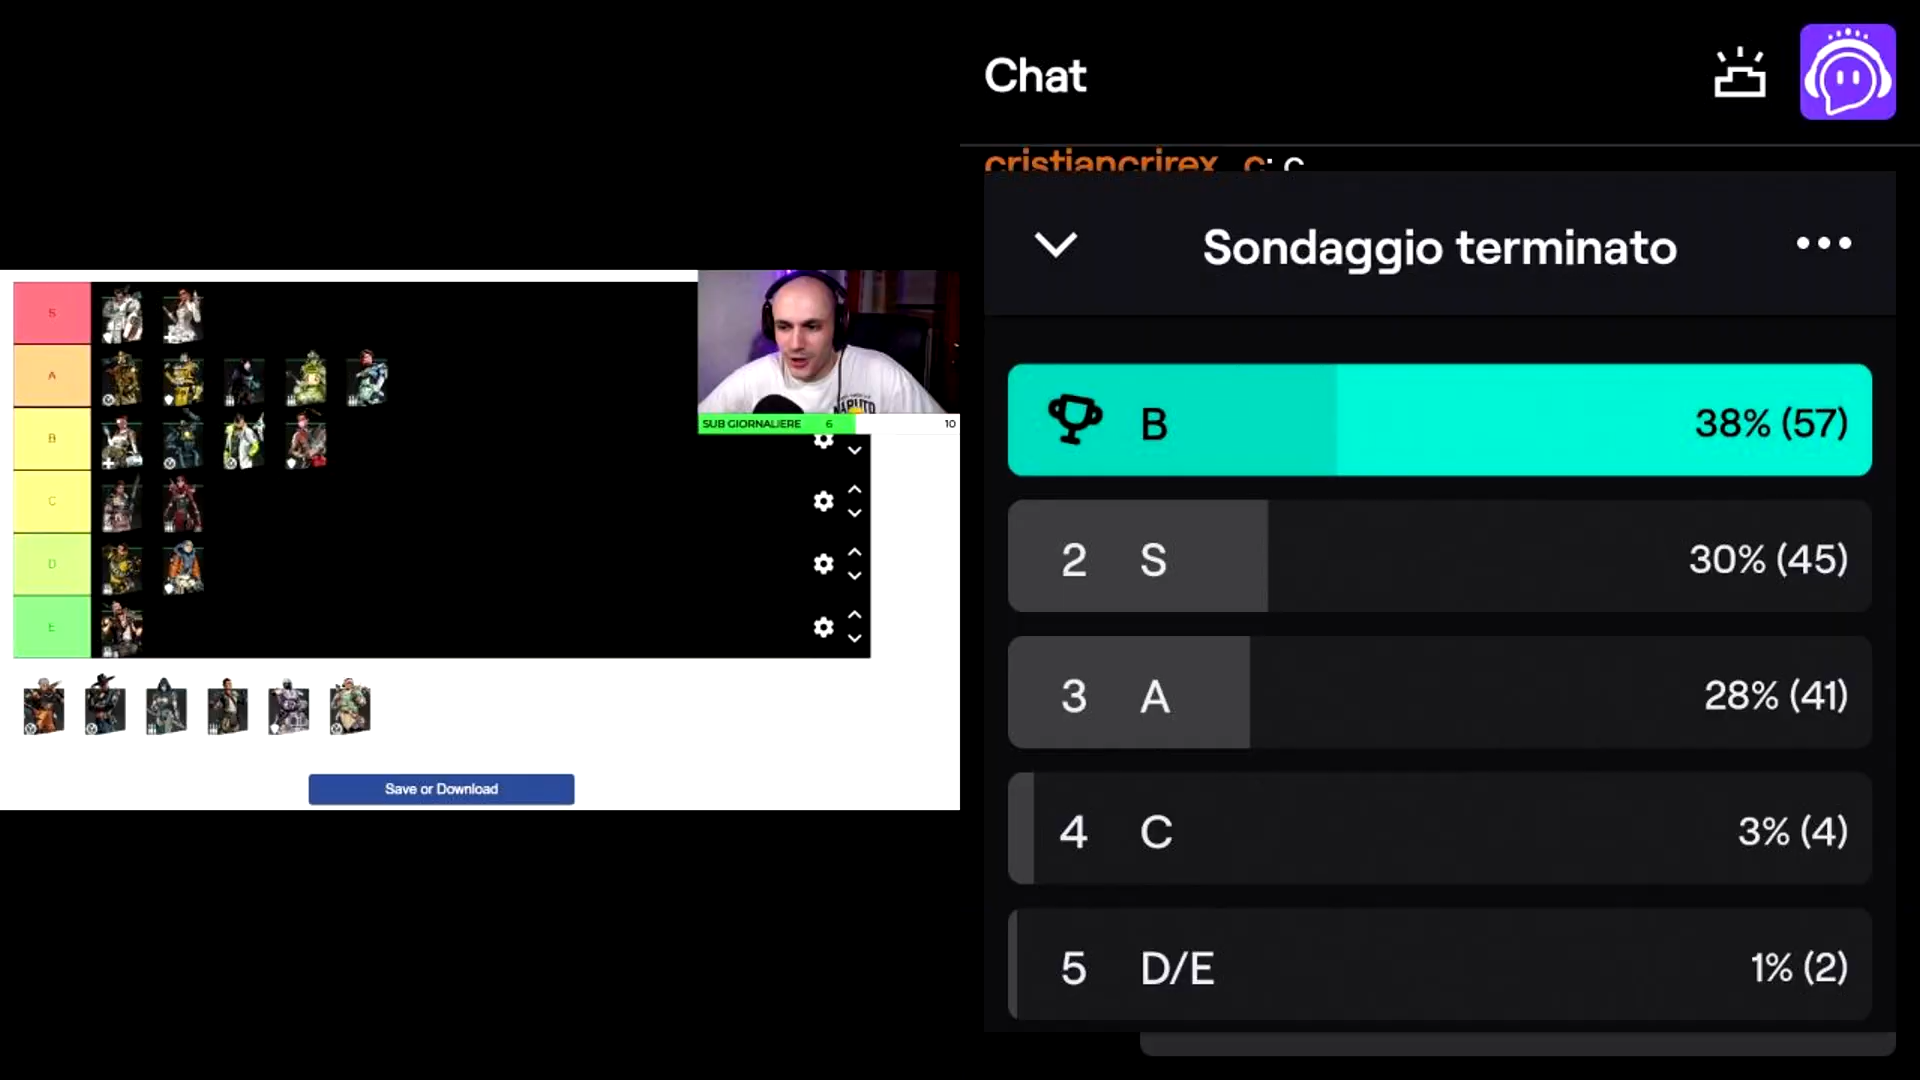 S
A
B
C
D
E
SUB GIORNALIERE 6 10
Save or Download
Chat
cristiancrirex_c: c
Sondaggio terminato
B 38% (57)
2 S 30% (45)
3 A 28% (41)
4 C 3% (4)
5 D/E 1% (2)